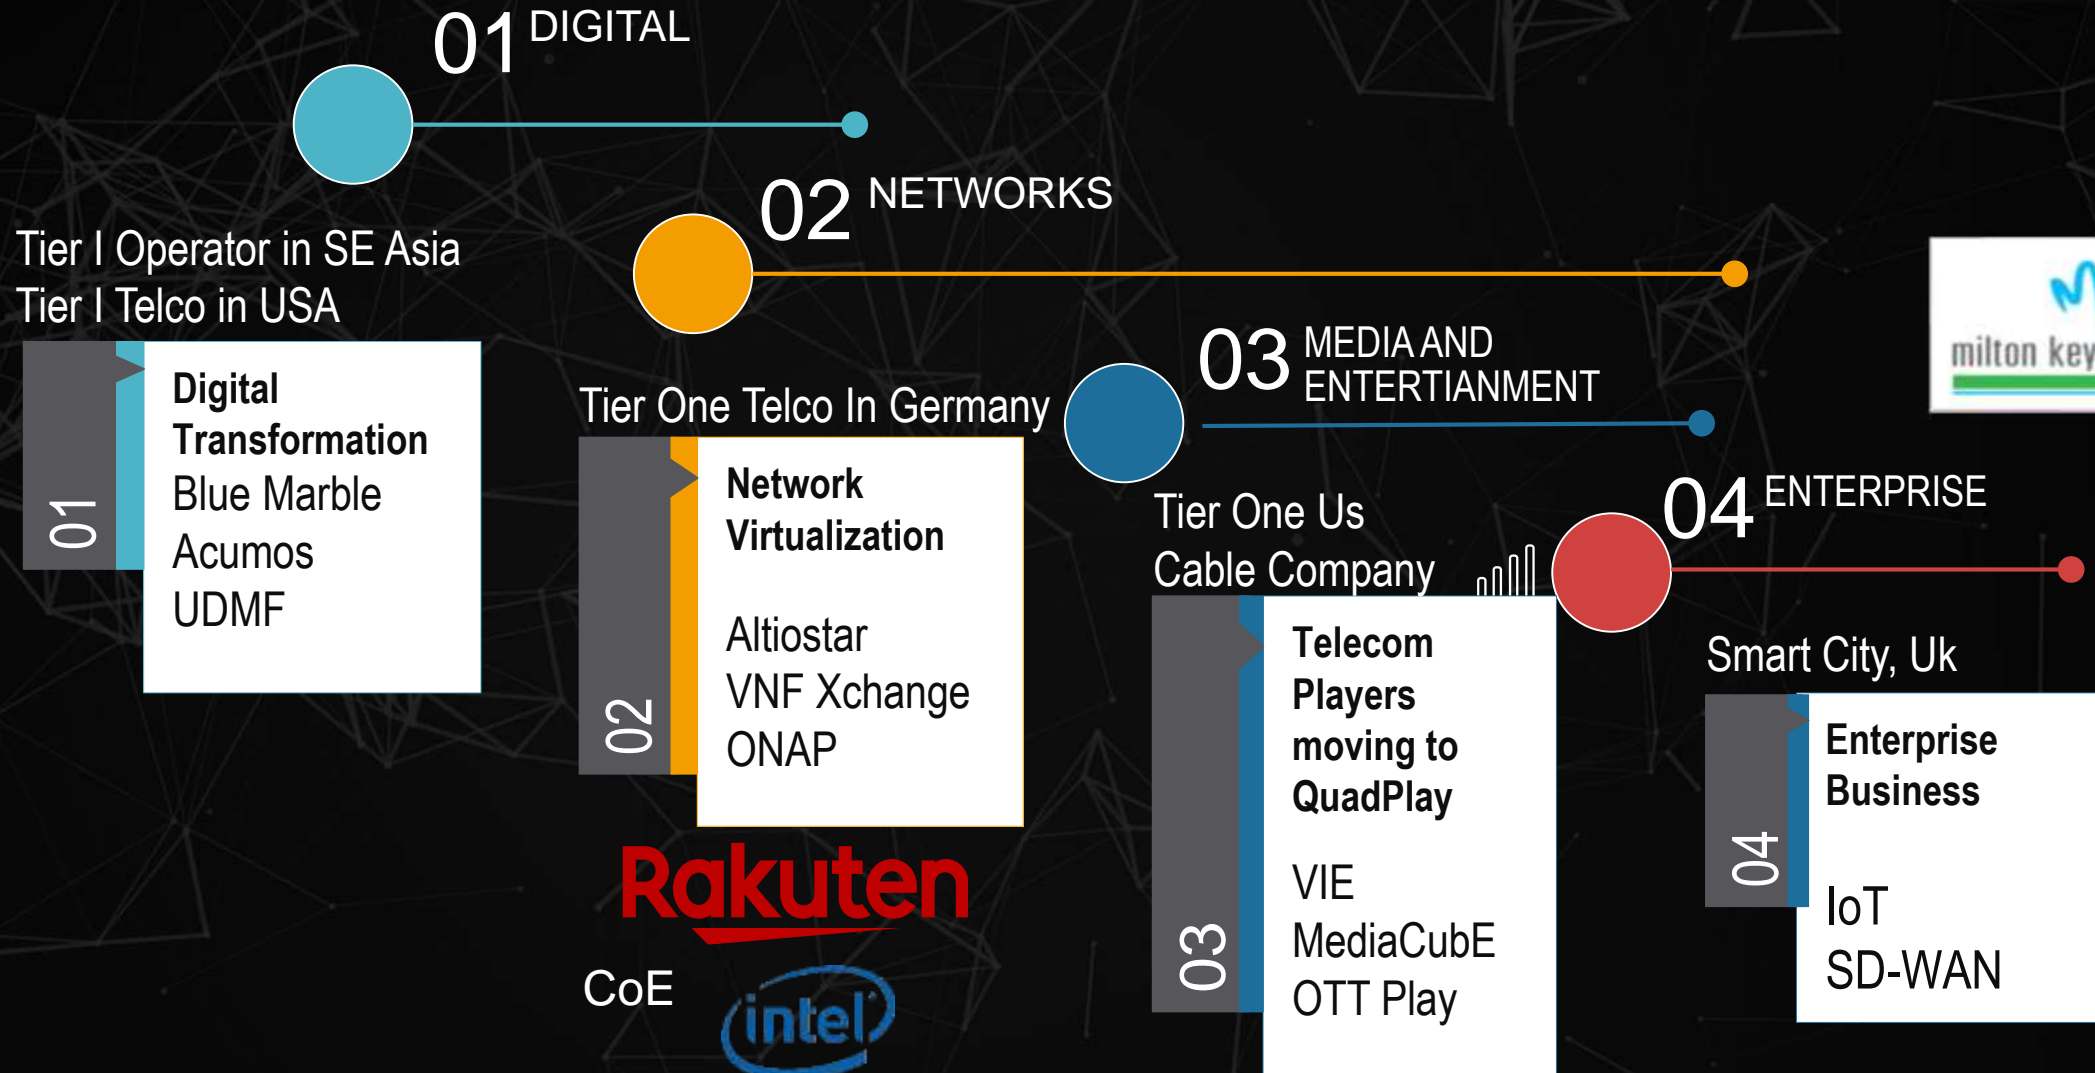 01 DIGITAL
Tier I Operator in SE Asia
Tier I Telco in USA
01
Digital
Transformation
Blue Marble
Acumos
UDMF
02 NETWORKS
Tier One Telco In Germany
02
Network
Virtualization
Altiostar
VNF Xchange
ONAP
Rakuten
CoE
intel
03 MEDIA AND
ENTERTIANMENT
Tier One Us
Cable Company
03
Telecom
Players
moving to
QuadPlay
VIE
MediaCubE
OTT Play
04 ENTERPRISE
milton
Smart City, Uk
04
Enterprise
Business
IoT
SD-WAN